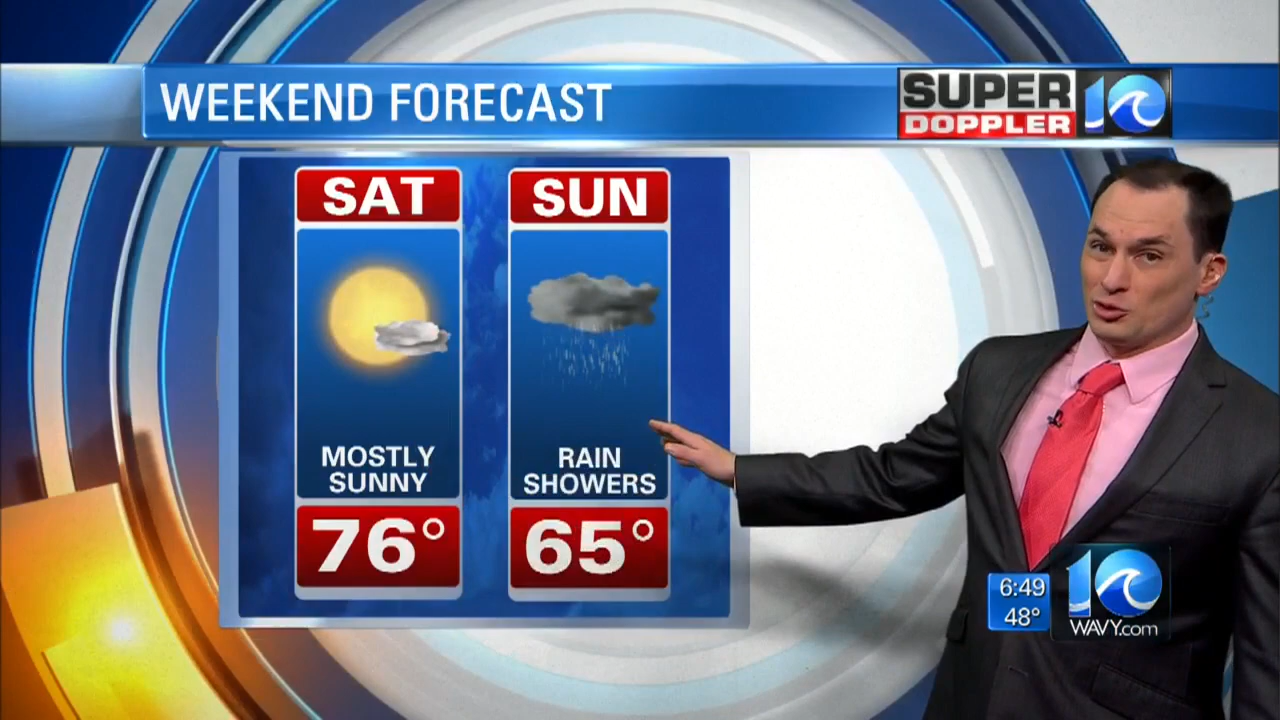 WEEKEND FORECAST
SUPER
DOPPLER
10
SAT
SUN
MOSTLY
SUNNY
RAIN
SHOWERS
76°
65°
6:49
48°
10
WAVY.com